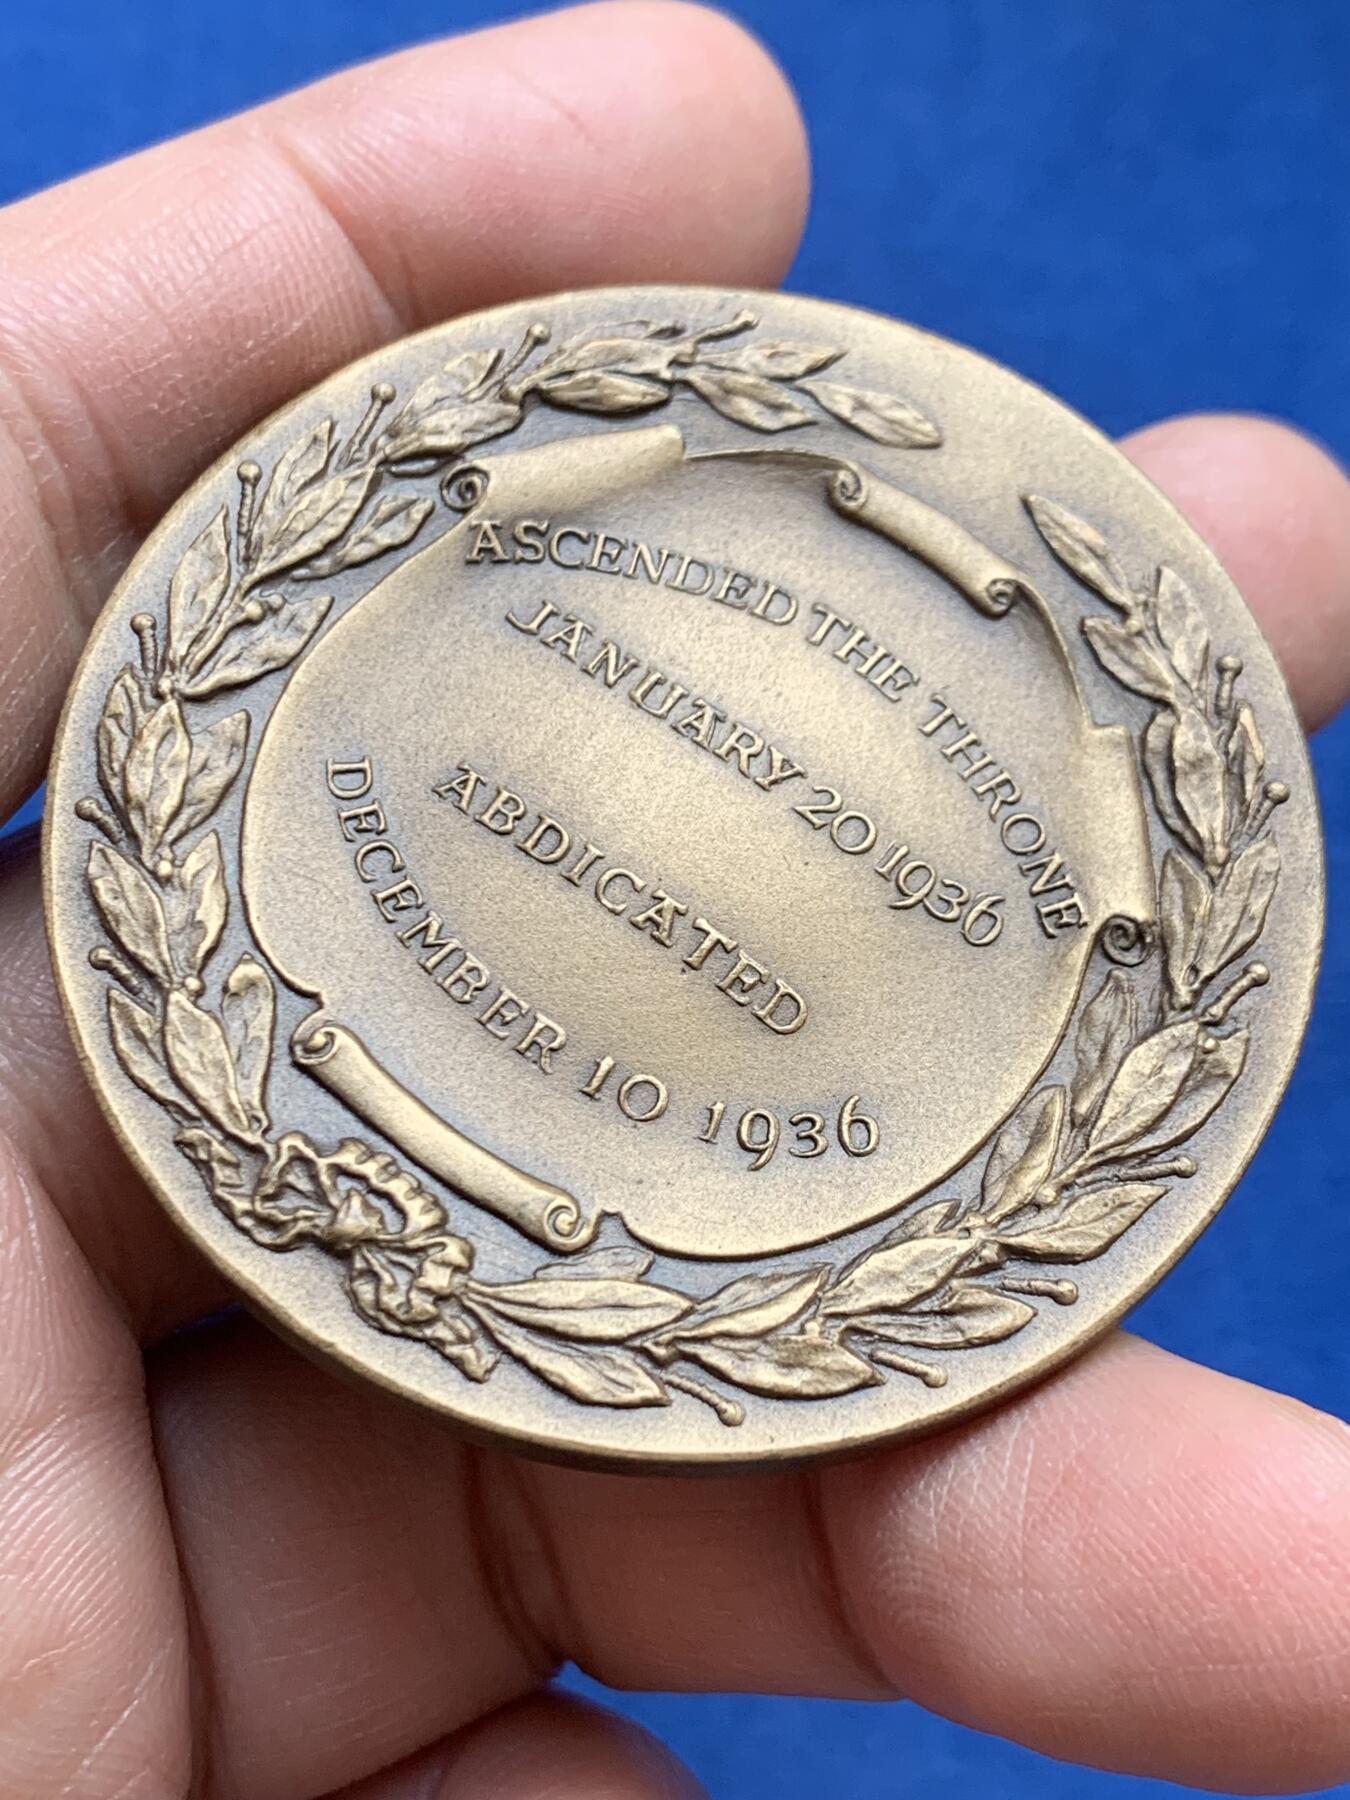 ASCENDED THE THRONE
JANUARY 20 1936
ABDICATED
DECEMBER 10 1936